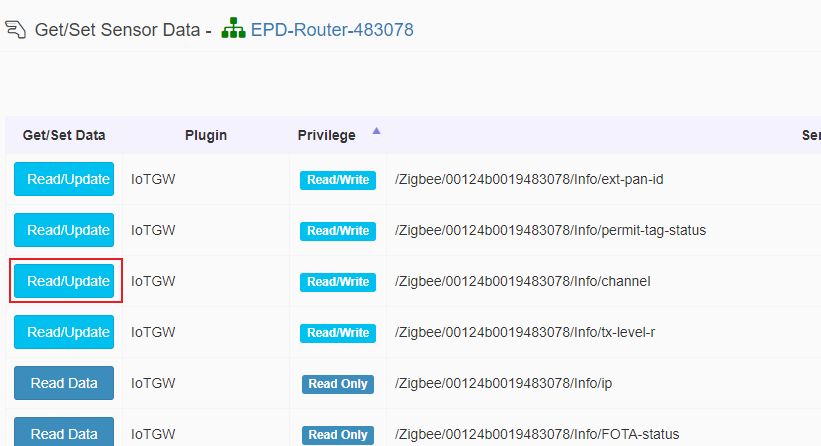 Get/Set Sensor Data - EPD-Router-483078
Get/Set Data Plugin Privilege Ser
Read/Update IoTGW Read/Write /Zigbee/00124b0019483078/Info/ext-pan-id
Read/Update IoTGW Read/Write /Zigbee/00124b0019483078/Info/permit-tag-status
Read/Update IoTGW Read/Write /Zigbee/00124b0019483078/Info/channel
Read/Update IoTGW Read/Write /Zigbee/00124b0019483078/Info/tx-level-r
Read Data IoTGW Read Only /Zigbee/00124b0019483078/Info/ip
Read Data IoTGW Read Only /Zigbee/00124b0019483078/Info/FOTA-status